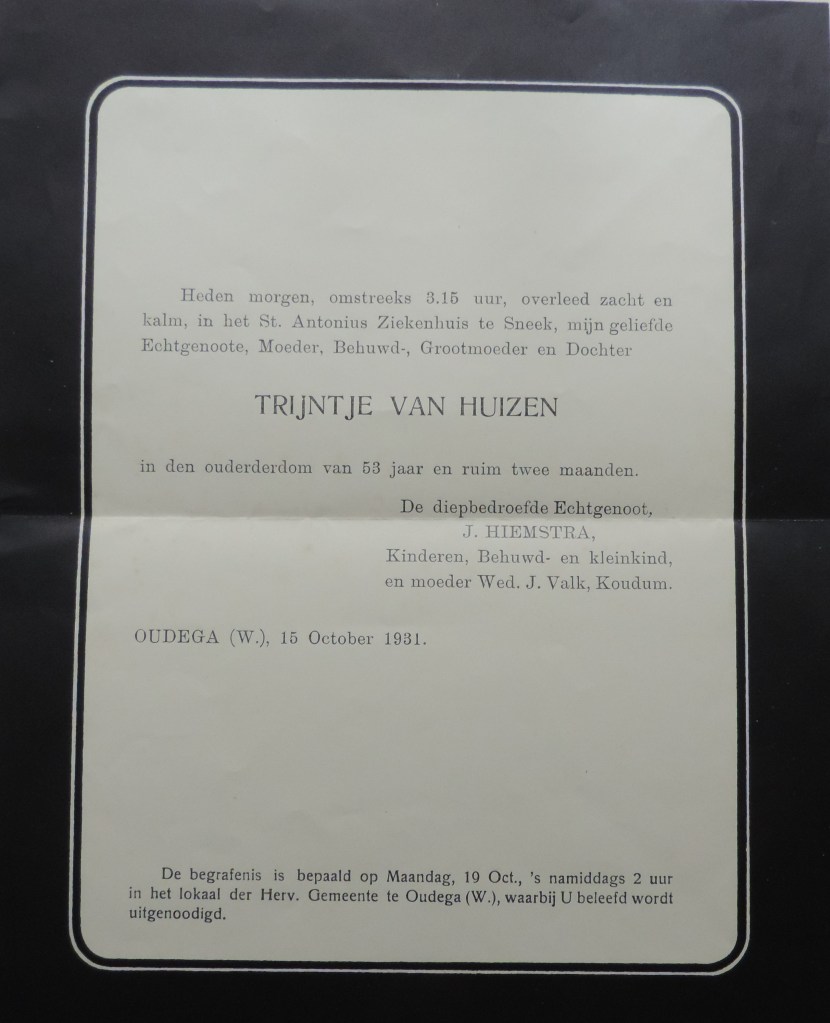 Heden morgen, omstreeks 3.15 uur, overleed zacht en
kalm, in het St. Antonius Ziekenhuis te Sneek, mijn geliefde
Echtgenoote, Moeder, Behuwd-, Grootmoeder en Dochter
TRIJNTJE VAN HUIZEN
in den ouderderdom van 53 jaar en ruim twee maanden.
De diepbedroefde Echtgenoot,
J. HIEMSTRA,
Kinderen, Behuwd- en kleinkind,
en moeder Wed. J. Valk, Koudum.
OUDEGA (W.), 15 October 1931.
De begrafenis is bepaald op Maandag, 19 Oct., 's namiddags 2 uur
in het lokaal der Herv. Gemeente te Oudega (W.), waarbij U beleefd wordt
uitgenoodigd.